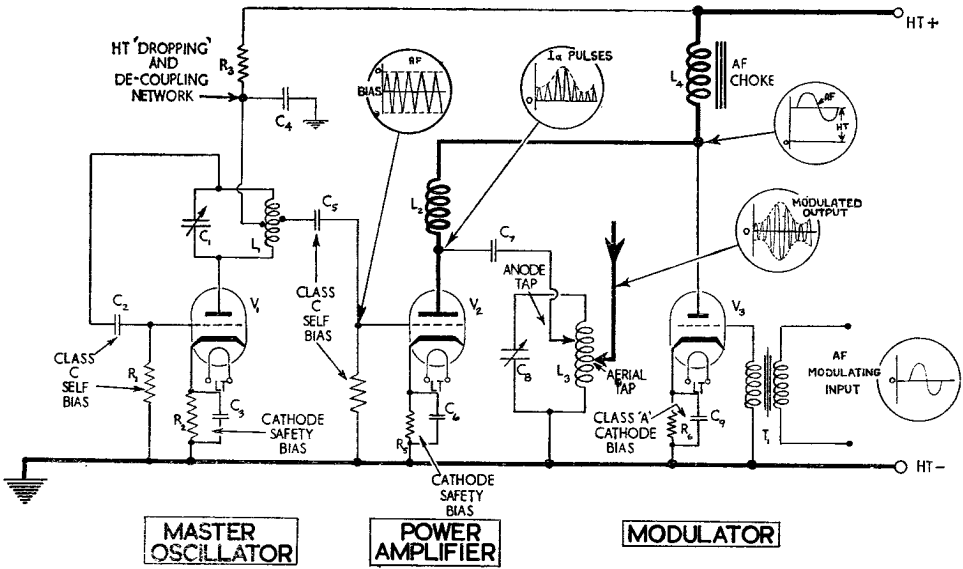 HT+
HT 'DROPPING'
AND
DE-COUPLING
NETWORK
R3
C4
BIAS
RF
O
Ia PULSES
O
L4
AF
CHOKE
AF
HT
O
C1
L1
C5
L2
C7
MODULATED
OUTPUT
O
ANODE
TAP
CLASS
C
SELF
BIAS
C2
V1
V2
V3
CLASS
C
SELF
BIAS
R1
LT
R2
C3
CATHODE
SAFETY
BIAS
LT
R5
C6
CATHODE
SAFETY
BIAS
C8
L3
AERIAL
TAP
CLASS 'A'
CATHODE
BIAS
LT
R6
C9
T1
AF
MODULATING
INPUT
HT-
MASTER
OSCILLATOR
POWER
AMPLIFIER
MODULATOR